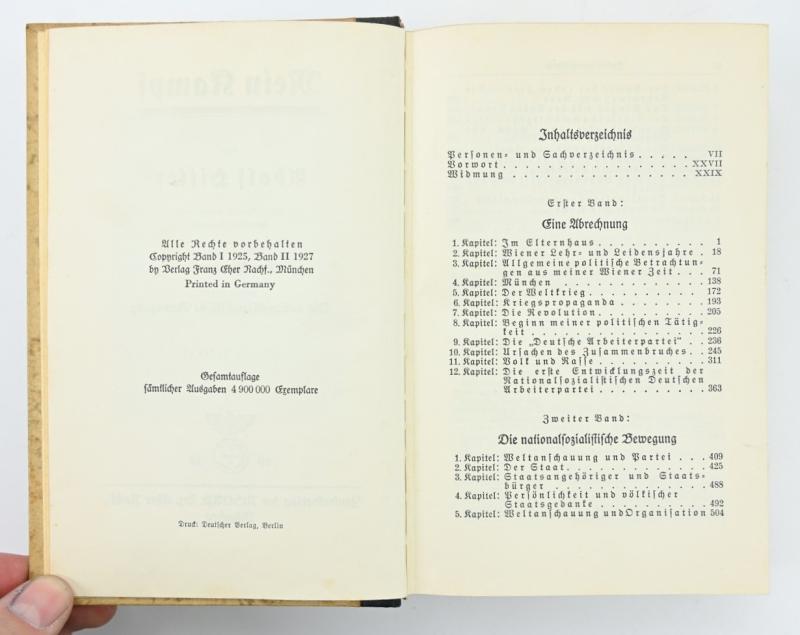 Alle Rechte vorbehalten
Copyright Band I 1925, Band II 1927
by Verlag Franz Eher Nachf., München
Printed in Germany
Gesamtauflage
sämtlicher Ausgaben 4 900 000 Exemplare
Druck: Deutscher Verlag, Berlin
Inhaltsverzeichnis
Personen- und Sachverzeichnis . . . . . VII
Vorwort . . . . . . . . . . . . . . . . XXVII
Widmung . . . . . . . . . . . . . . . XXIX
Erster Band:
Eine Abrechnung
1. Kapitel: Im Elternhaus . . . . . . . . . . 1
2. Kapitel: Wiener Lehr- und Leidensjahre . . 18
3. Kapitel: Allgemeine politische Betrachtun-
gen aus meiner Wiener Zeit . . . 71
4. Kapitel: München . . . . . . . . . . . . 138
5. Kapitel: Der Weltkrieg . . . . . . . . . . 172
6. Kapitel: Kriegspropaganda . . . . . . . . 193
7. Kapitel: Die Revolution . . . . . . . . . . 205
8. Kapitel: Beginn meiner politischen Tätig-
keit . . . . . . . . . . . . . . 226
9. Kapitel: Die „Deutsche Arbeiterpartei“ . . 236
10. Kapitel: Ursachen des Zusammenbruches . . 245
11. Kapitel: Volk und Rasse . . . . . . . . . 311
12. Kapitel: Die erste Entwicklungszeit der
Nationalsozialistischen Deutschen
Arbeiterpartei . . . . . . . . . . 363
Zweiter Band:
Die nationalsozialistische Bewegung
1. Kapitel: Weltanschauung und Partei . . . 409
2. Kapitel: Der Staat . . . . . . . . . . . . 425
3. Kapitel: Staatsangehöriger und Staats-
bürger . . . . . . . . . . . . . 488
4. Kapitel: Persönlichkeit und völkischer
Staatsgedanke . . . . . . . . . . 492
5. Kapitel: Weltanschauung und Organisation 504